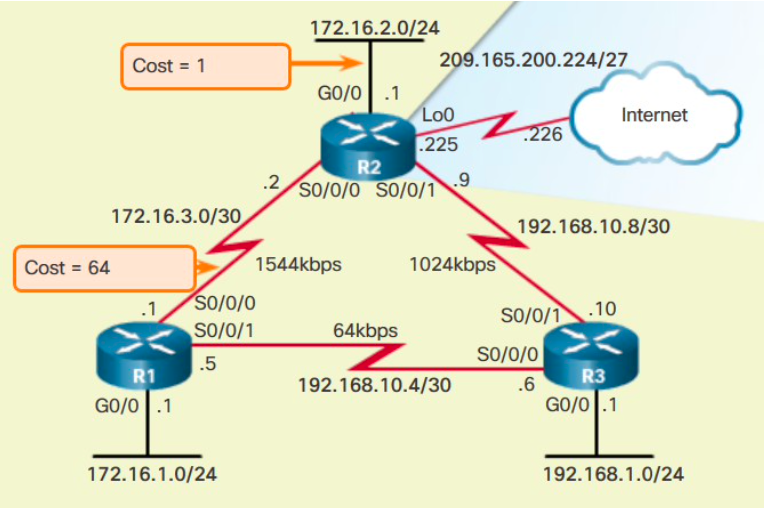 172.16.2.0/24
Cost = 1
209.165.200.224/27
G0/0
.1
Internet
Lo0
.225
.226
R2
.2
S0/0/0
S0/0/1
.9
172.16.3.0/30
192.168.10.8/30
Cost = 64
1544kbps
1024kbps
.1
S0/0/0
S0/0/1
.10
S0/0/1
64kbps
.5
S0/0/0
R1
192.168.10.4/30
.6
R3
G0/0
.1
G0/0
.1
172.16.1.0/24
192.168.1.0/24